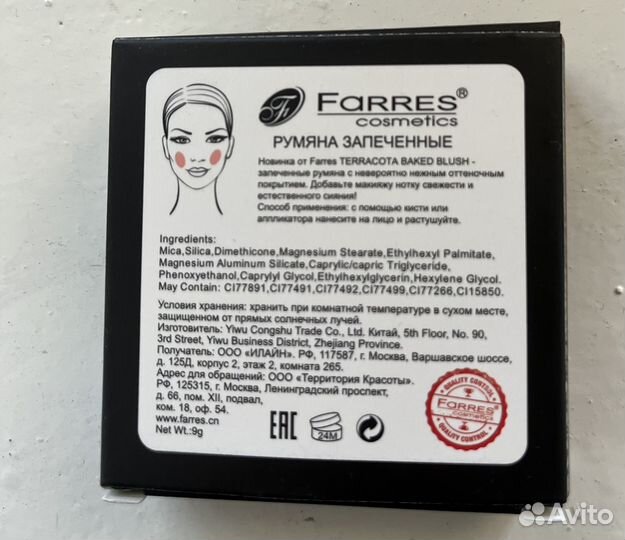 FARRES®
cosmetics
РУМЯНА ЗАПЕЧЕННЫЕ
Новинка от Farres TERRACOTA BAKED BLUSH -
запеченные румяна с невероятно нежным оттеночным
покрытием. Добавьте макияжу нотку свежести и
естественного сияния!
Способ применения: с помощью кисти или
аппликатора нанесите на лицо и растушуйте.
Ingredients:
Mica,Silica,Dimethicone,Magnesium Stearate,Ethylhexyl Palmitate,
Magnesium Aluminum Silicate,Caprylic/capric Triglyceride,
Phenoxyethanol,Caprylyl Glycol,Ethylhexylglycerin,Hexylene Glycol.
May Contain: CI77891,CI77491,CI77492,CI77499,CI77266,CI15850.
Условия хранения: хранить при комнатной температуре в сухом месте,
защищенном от прямых солнечных лучей.
Изготовитель: Yiwu Congshu Trade Co., Ltd. Китай, 5th Floor, No. 90,
3rd Street, Yiwu Business District, Zhejiang Province.
Получатель: ООО «ИЛАЙН». РФ, 117587, г. Москва, Варшавское шоссе,
д. 125Д, корпус 2, этаж 2, комната 265.
Адрес для обращений: ООО «Территория Красоты».
РФ, 125315, г. Москва, Ленинградский проспект,
д. 66, пом. XII, подвал,
ком. 18, оф. 54.
www.farres.cn
Net Wt.:9g
EAC
24M
QUALITY CONTROL
FARRES
cosmetics
QUALITY CONTROL
Avito